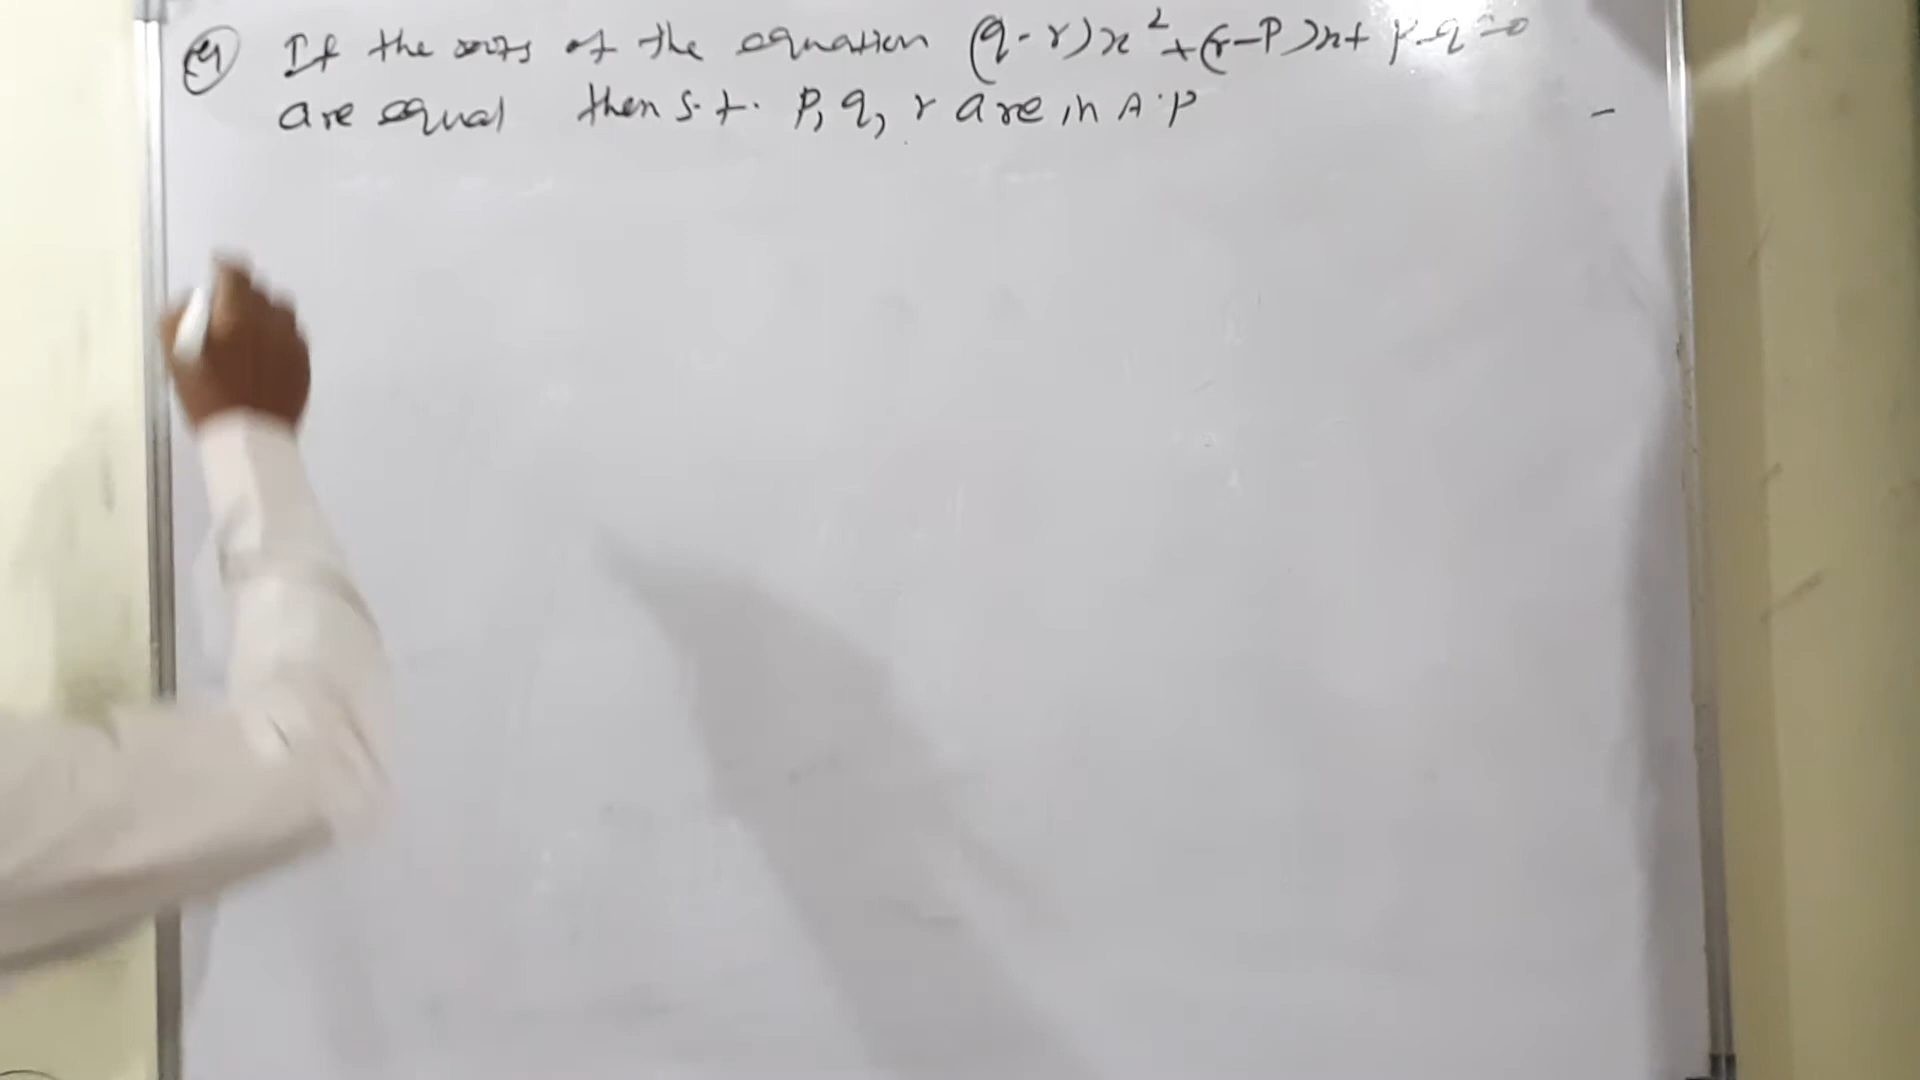 If the roots of the equation (q-r)x²+(r-P)x+ p-q=0
are equal then s.t. P, q, r are in A.P